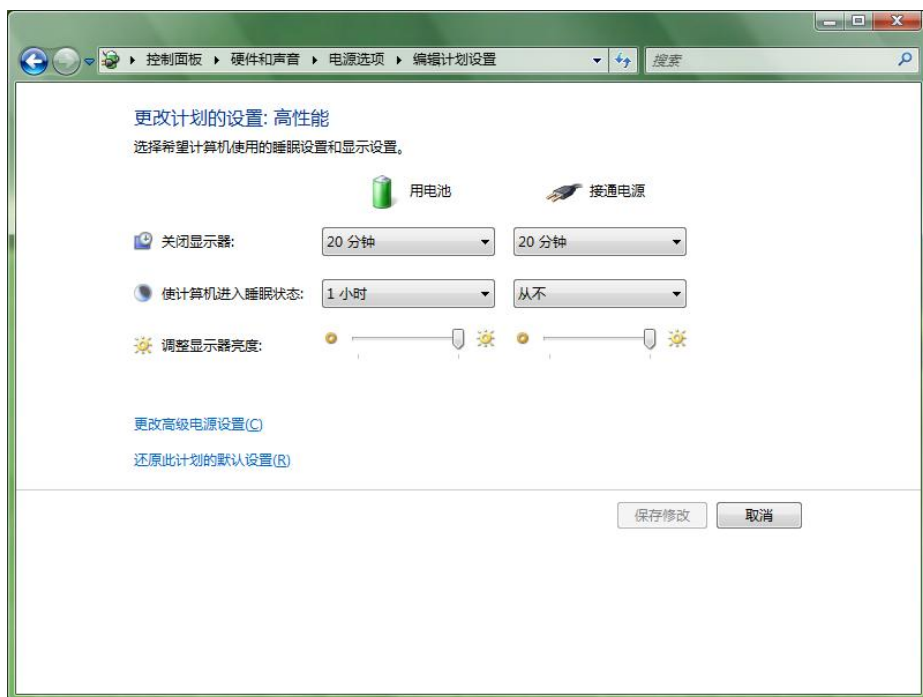 控制面板 ▸ 硬件和声音 ▸ 电源选项 ▸ 编辑计划设置
搜索
更改计划的设置: 高性能
选择希望计算机使用的睡眠设置和显示设置。
用电池 接通电源
关闭显示器: 20 分钟 20 分钟
使计算机进入睡眠状态: 1 小时 从不
调整显示器亮度:
更改高级电源设置(C)
还原此计划的默认设置(R)
保存修改 取消